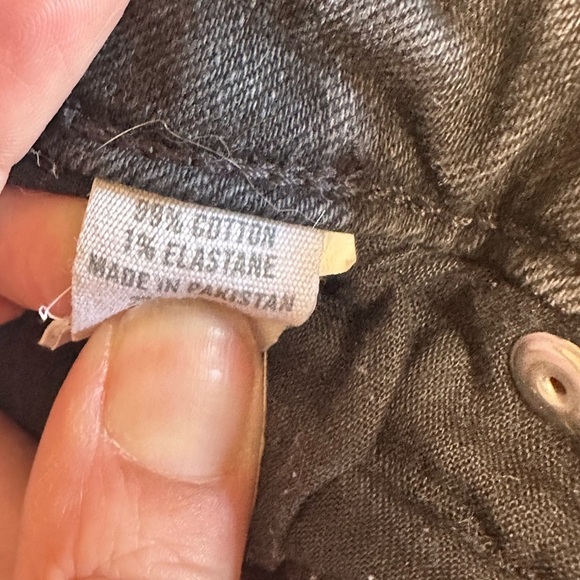 99% COTTON
1% ELASTANE
MADE IN PAKISTAN